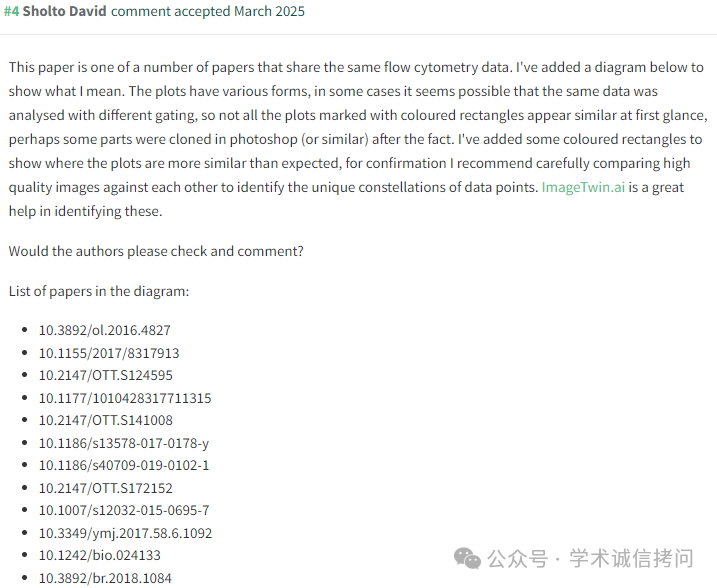 #4 Sholto David comment accepted March 2025
This paper is one of a number of papers that share the same flow cytometry data. I've added a diagram below to
show what I mean. The plots have various forms, in some cases it seems possible that the same data was
analysed with different gating, so not all the plots marked with coloured rectangles appear similar at first glance,
perhaps some parts were cloned in photoshop (or similar) after the fact. I've added some coloured rectangles to
show where the plots are more similar than expected, for confirmation I recommend carefully comparing high
quality images against each other to identify the unique constellations of data points. ImageTwin.ai is a great
help in identifying these.
Would the authors please check and comment?
List of papers in the diagram:
• 10.3892/ol.2016.4827
• 10.1155/2017/8317913
• 10.2147/OTT.S124595
• 10.1177/1010428317711315
• 10.2147/OTT.S141008
• 10.1186/s13578-017-0178-y
• 10.1186/s40709-019-0102-1
• 10.2147/OTT.S172152
• 10.1007/s12032-015-0695-7
• 10.3349/ymj.2017.58.6.1092
• 10.1242/bio.024133
• 10.3892/br.2018.1084
公众号 · 学术诚信拷问